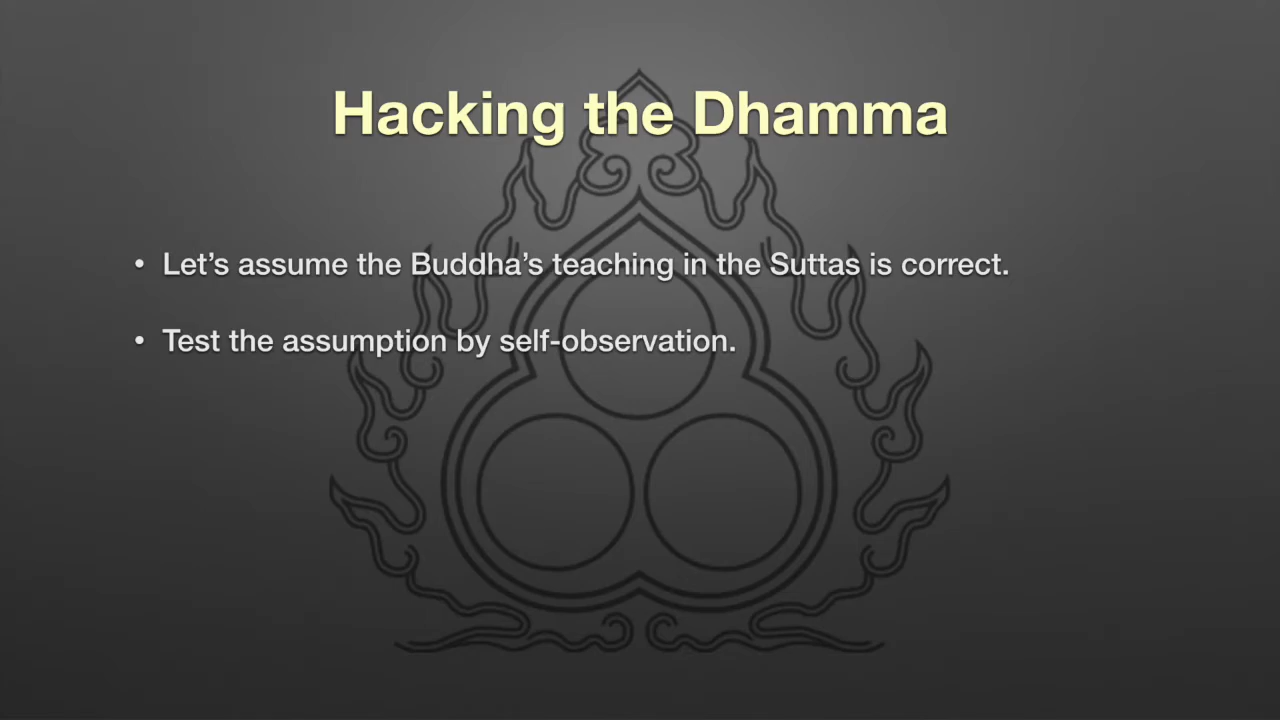 Hacking the Dhamma
• Let’s assume the Buddha’s teaching in the Suttas is correct.
• Test the assumption by self-observation.